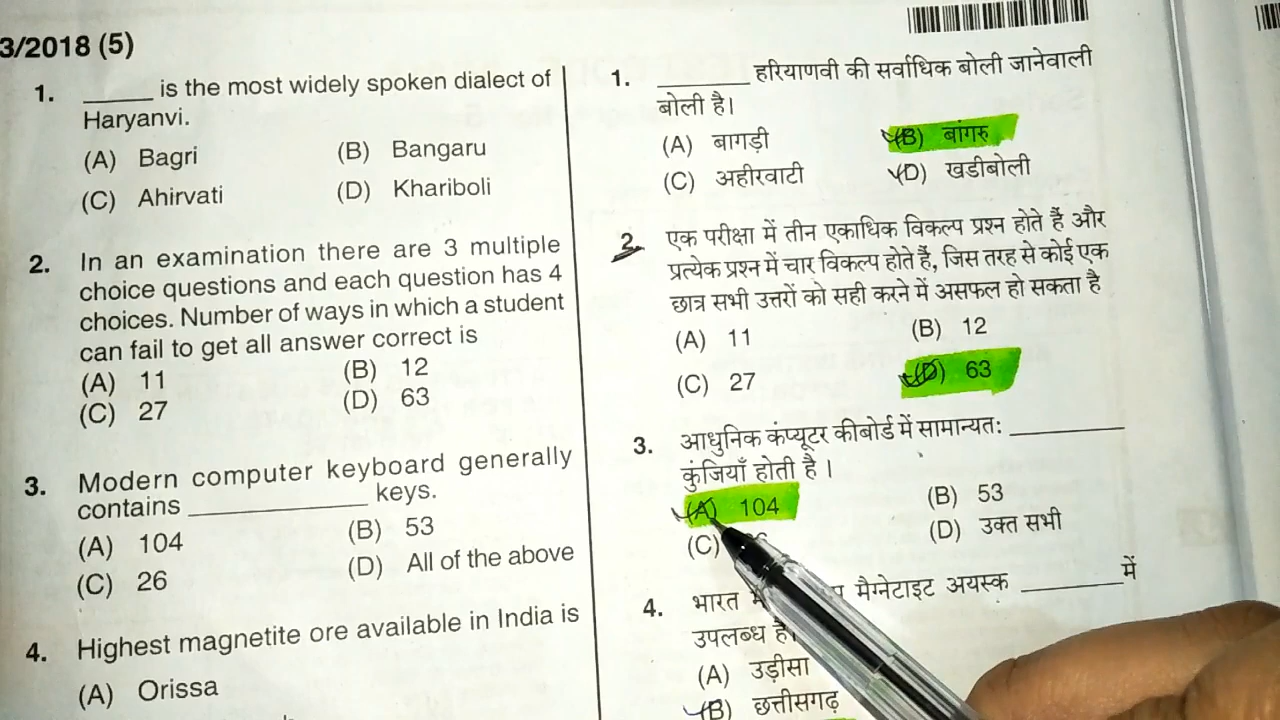 3/2018 (5)
1. ______ is the most widely spoken dialect of
Haryanvi.
(A) Bagri (B) Bangaru
(C) Ahirvati (D) Khariboli
2. In an examination there are 3 multiple
choice questions and each question has 4
choices. Number of ways in which a student
can fail to get all answer correct is
(A) 11 (B) 12
(C) 27 (D) 63
3. Modern computer keyboard generally
contains ______________ keys.
(A) 104 (B) 53
(C) 26 (D) All of the above
4. Highest magnetite ore available in India is
(A) Orissa
1. ________ हरियाणवी की सर्वाधिक बोली जानेवाली
बोली है।
(A) बागड़ी (B) बांगरु
(C) अहीरवाटी (D) खडीबोली
2. एक परीक्षा में तीन एकाधिक विकल्प प्रश्न होते हैं और
प्रत्येक प्रश्न में चार विकल्प होते हैं, जिस तरह से कोई एक
छात्र सभी उत्तरों को सही करने में असफल हो सकता है
(A) 11 (B) 12
(C) 27 (D) 63
3. आधुनिक कंप्यूटर कीबोर्ड में सामान्यत: _________
कुंजियाँ होती है ।
(A) 104 (B) 53
(C) (D) उक्त सभी
4. भारत मैग्नेटाइट अयस्क ________ में
उपलब्ध है।
(A) उड़ीसा
(B) छत्तीसगढ़